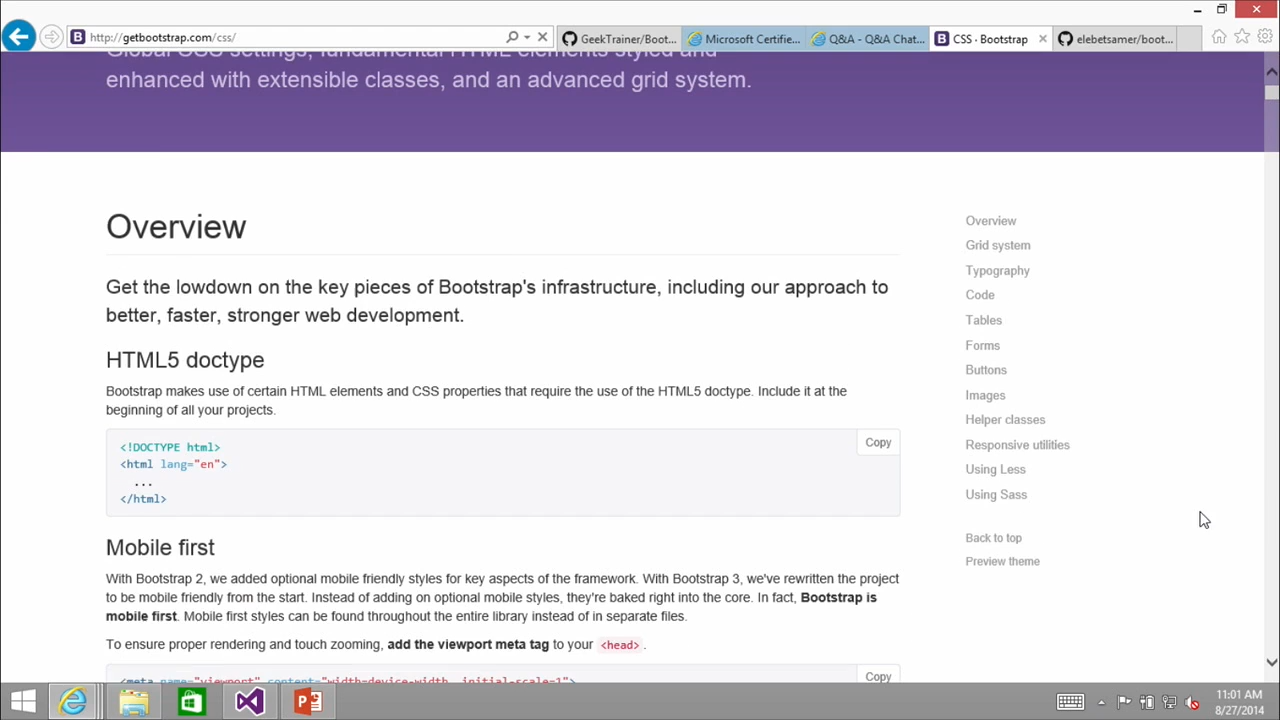 http://getbootstrap.com/css/
GeekTrainer/Boot...
Microsoft Certifie...
Q&A - Q&A Chat...
CSS · Bootstrap
elebetsamer/boot...
Global CSS settings, fundamental HTML elements styled and
enhanced with extensible classes, and an advanced grid system.
Overview
Get the lowdown on the key pieces of Bootstrap's infrastructure, including our approach to
better, faster, stronger web development.
HTML5 doctype
Bootstrap makes use of certain HTML elements and CSS properties that require the use of the HTML5 doctype. Include it at the
beginning of all your projects.
Copy
<!DOCTYPE html>
<html lang="en">
...
</html>
Mobile first
With Bootstrap 2, we added optional mobile friendly styles for key aspects of the framework. With Bootstrap 3, we've rewritten the project
to be mobile friendly from the start. Instead of adding on optional mobile styles, they're baked right into the core. In fact, Bootstrap is
mobile first. Mobile first styles can be found throughout the entire library instead of in separate files.
To ensure proper rendering and touch zooming, add the viewport meta tag to your <head> .
Copy
<meta name="viewport" content="width=device-width, initial-scale=1">
Overview
Grid system
Typography
Code
Tables
Forms
Buttons
Images
Helper classes
Responsive utilities
Using Less
Using Sass
Back to top
Preview theme
11:01 AM
8/27/2014